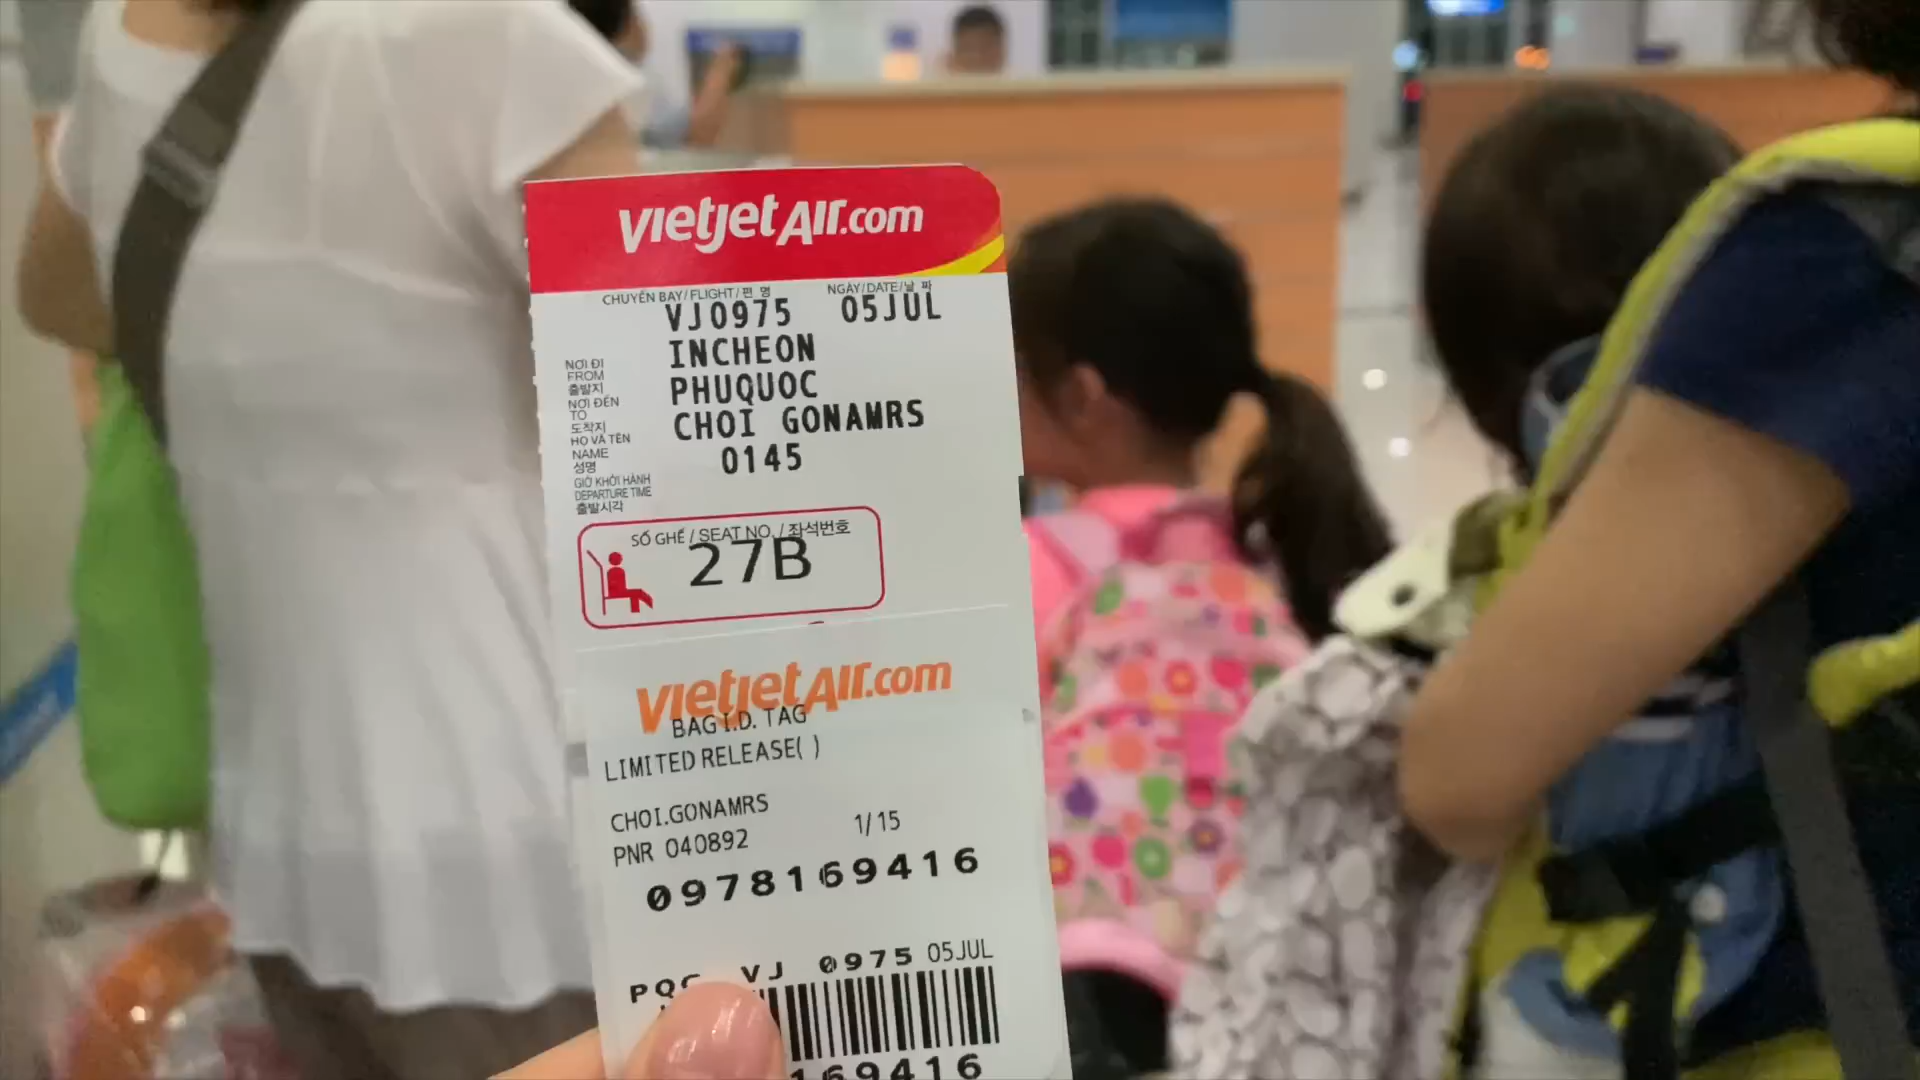 vietjetAir.com
CHUYẾN BAY/FLIGHT/편 명 NGÀY/DATE/날 짜
VJ0975 05JUL
INCHEON
NƠI ĐI
FROM
출발지
PHUQUOC
NƠI ĐẾN
TO
도착지
CHOI GONAMRS
HỌ VÀ TÊN
NAME
성명
0145
GIỜ KHỞI HÀNH
DEPARTURE TIME
출발시각
SỐ GHẾ / SEAT NO. / 좌석번호
27B
vietjetAir.com
BAG I.D. TAG
LIMITED RELEASE( )
CHOI.GONAMRS
PNR 040892 1/15
0978169416
PQC VJ 0975 05JUL
169416